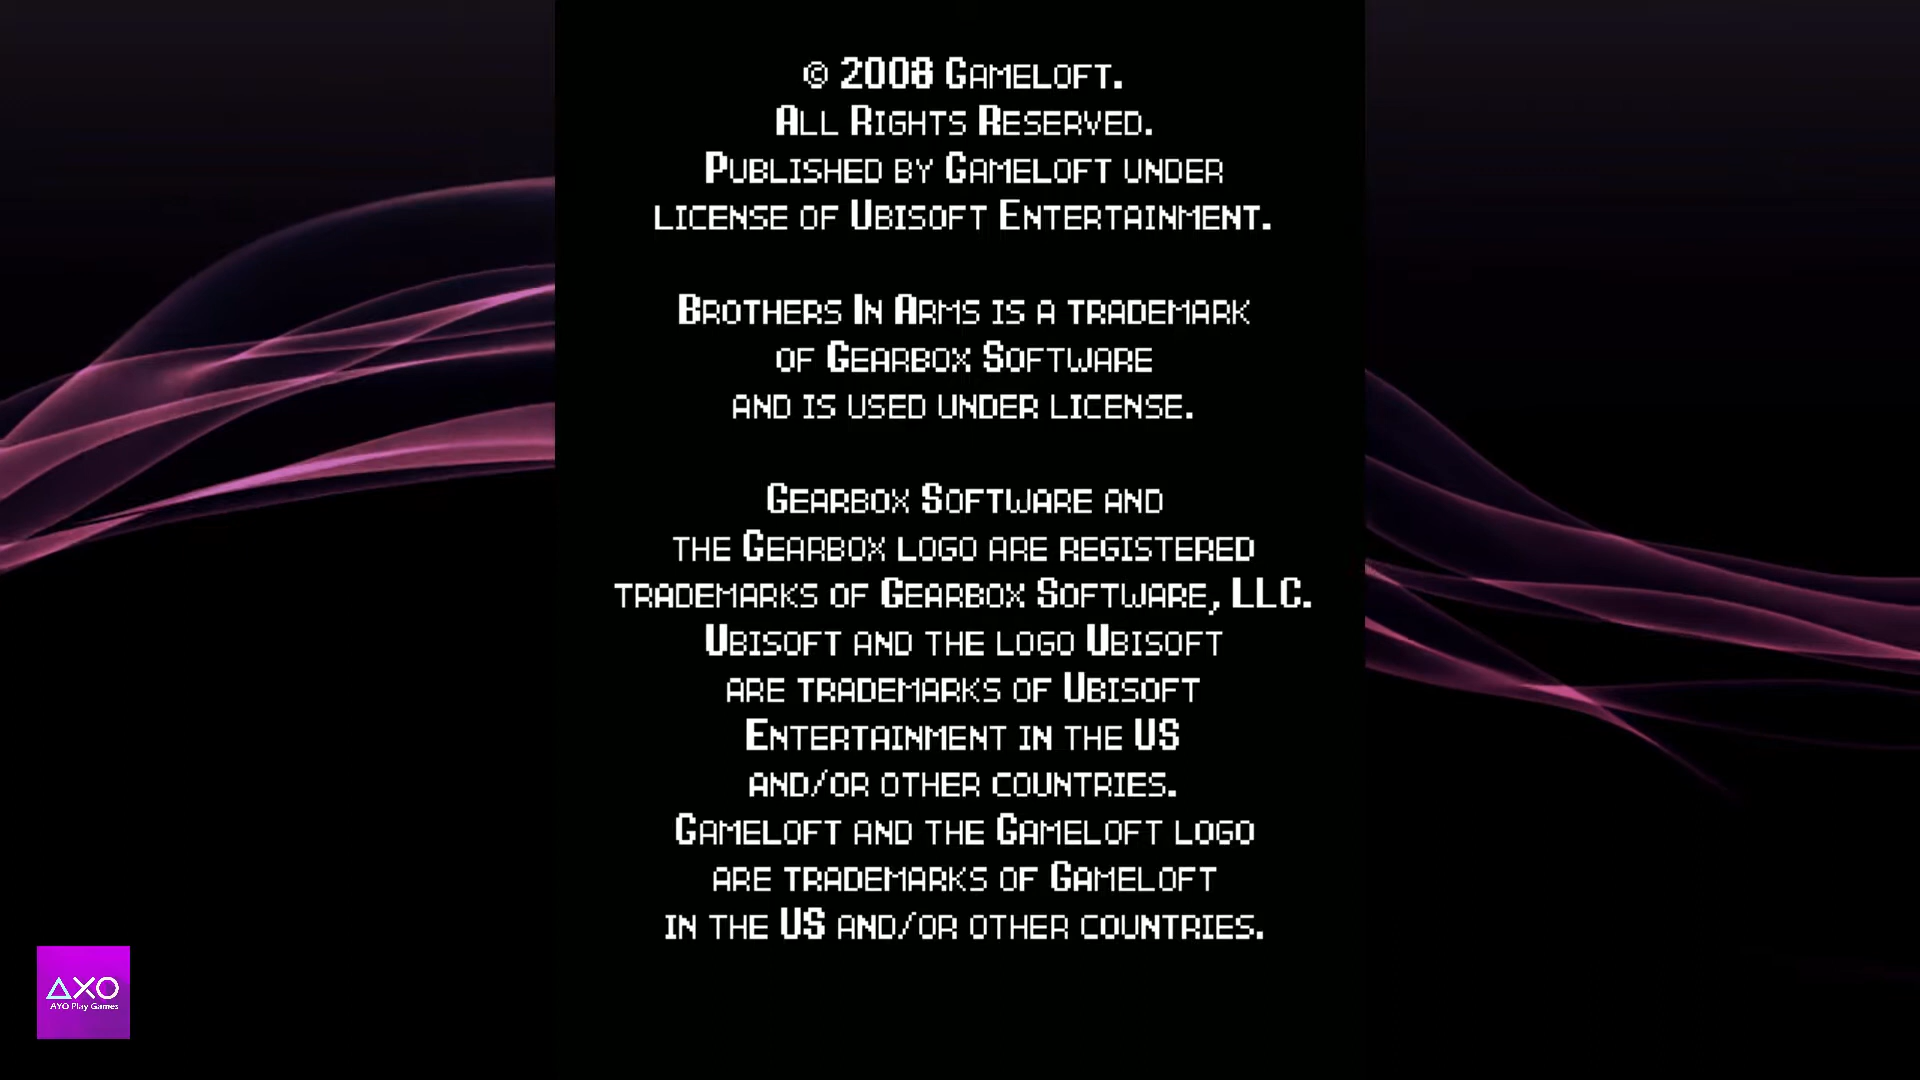 © 2008 Gameloft.
All Rights Reserved.
Published by Gameloft under
license of Ubisoft Entertainment.
Brothers In Arms is a trademark
of Gearbox Software
and is used under license.
Gearbox Software and
the Gearbox logo are registered
trademarks of Gearbox Software, LLC.
Ubisoft and the logo Ubisoft
are trademarks of Ubisoft
Entertainment in the US
and/or other countries.
Gameloft and the Gameloft logo
are trademarks of Gameloft
in the US and/or other countries.
AXO
AYO Play Games